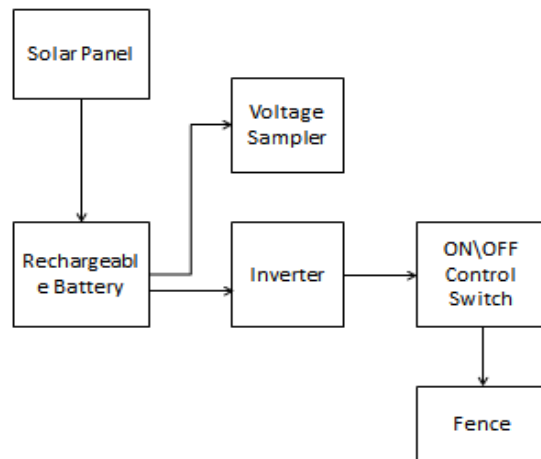 Solar Panel
Voltage
Sampler
Rechargeabl
e Battery
Inverter
ON\OFF
Control
Switch
Fence